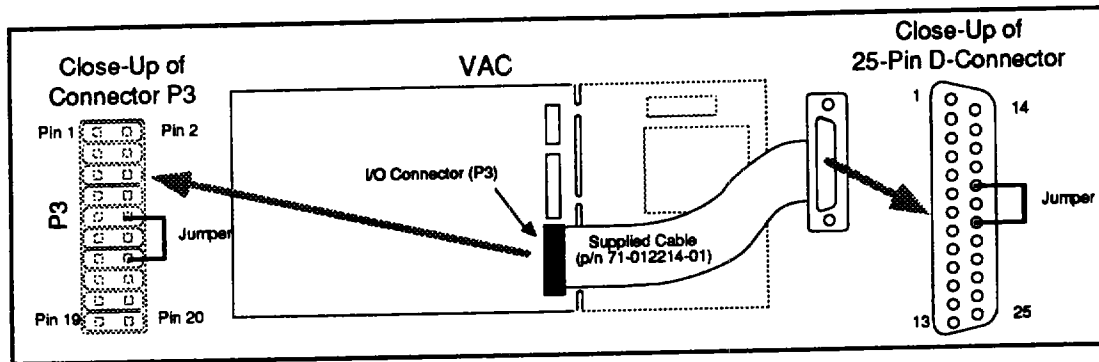 Close-Up of
Connector P3
Pin 1
Pin 2
P3
Jumper
Pin 19
Pin 20
VAC
I/O Connector (P3)
Supplied Cable
(p/n 71-012214-01)
Close-Up of
25-Pin D-Connector
1
14
Jumper
13
25